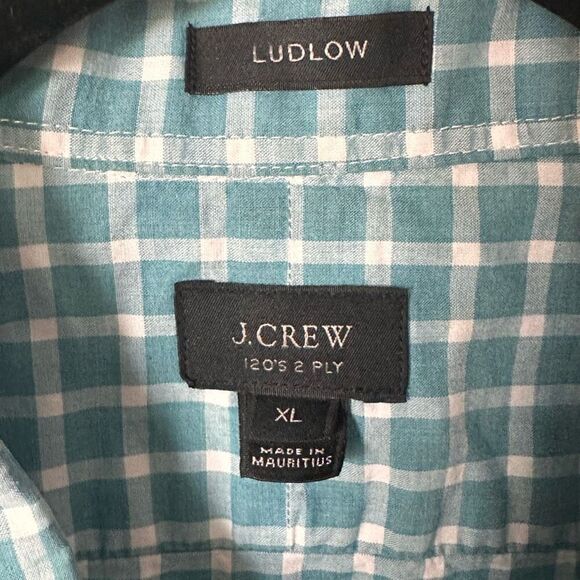 LUDLOW
J.CREW
120'S 2 PLY
XL
MADE IN
MAURITIUS